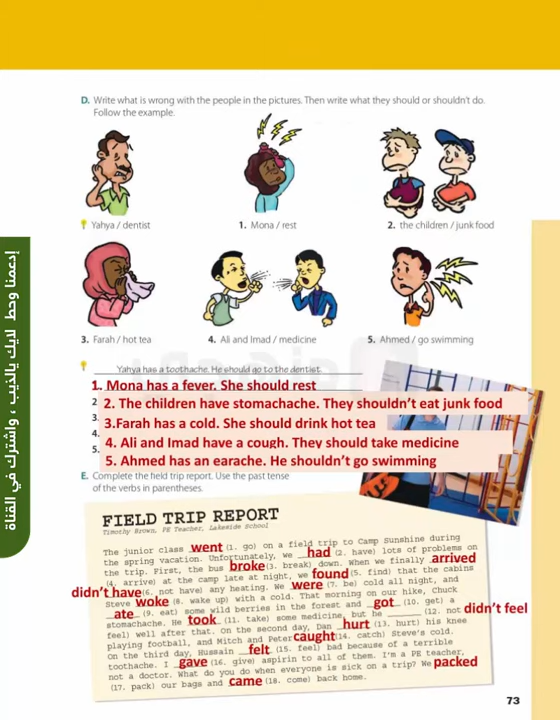 D. Write what is wrong with the people in the pictures. Then write what they should or shouldn't do.
Follow the example.
Yahya / dentist
1. Mona / rest
2. the children / junk food
3. Farah / hot tea
4. Ali and Imad / medicine
5. Ahmed / go swimming
Yahya has a toothache. He should go to the dentist.
1. Mona has a fever. She should rest
2 2. The children have stomachache. They shouldn't eat junk food
3. 3.Farah has a cold. She should drink hot tea
4. 4. Ali and Imad have a cough. They should take medicine
5. 5. Ahmed has an earache. He shouldn't go swimming
E. Complete the field trip report. Use the past tense
of the verbs in parentheses.
FIELD TRIP REPORT
Timothy Brown, PE Teacher, Lakeside School
The junior class went (1. go) on a field trip to Camp Sunshine during
the spring vacation. Unfortunately, we had (2. have) lots of problems on
the trip. First, the bus broke (3. break) down. When we finally arrived
(4. arrive) at the camp late at night, we found (5. find) that the cabins
didn't have (6. not have) any heating. We were (7. be) cold all night, and
Steve woke (8. wake up) with a cold. That morning on our hike, Chuck
ate (9. eat) some wild berries in the forest and got (10. get) a
stomachache. He took (11. take) some medicine, but he ____ (12. not didn't feel
feel) well after that. On the second day, Dan hurt (13. hurt) his knee
playing football, and Mitch and Peter caught (14. catch) Steve's cold.
On the third day, Hussain felt (15. feel) bad because of a terrible
toothache. I gave (16. give) aspirin to all of them. I'm a PE teacher,
not a doctor. What do you do when everyone is sick on a trip? We packed
(17. pack) our bags and came (18. come) back home.
73
إدعمنا وحط لايك يالذيب ، واشترك في القناة